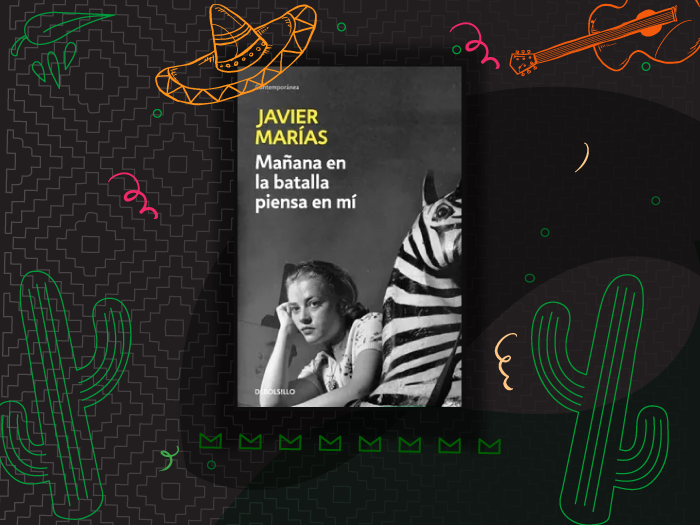 contemporánea
JAVIER
MARÍAS
Mañana en
la batalla
piensa en mí
DEBOLSILLO